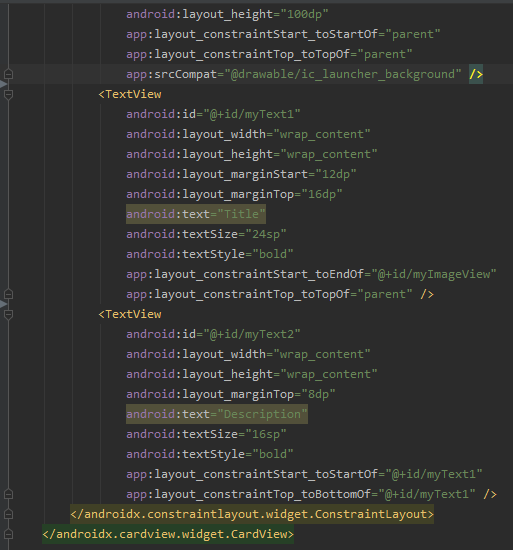 android:layout_height="100dp"
app:layout_constraintStart_toStartOf="parent"
app:layout_constraintTop_toTopOf="parent"
app:srcCompat="@drawable/ic_launcher_background" />
<TextView
android:id="@+id/myText1"
android:layout_width="wrap_content"
android:layout_height="wrap_content"
android:layout_marginStart="12dp"
android:layout_marginTop="16dp"
android:text="Title"
android:textSize="24sp"
android:textStyle="bold"
app:layout_constraintStart_toEndOf="@+id/myImageView"
app:layout_constraintTop_toTopOf="parent" />
<TextView
android:id="@+id/myText2"
android:layout_width="wrap_content"
android:layout_height="wrap_content"
android:layout_marginTop="8dp"
android:text="Description"
android:textSize="16sp"
android:textStyle="bold"
app:layout_constraintStart_toStartOf="@+id/myText1"
app:layout_constraintTop_toBottomOf="@+id/myText1" />
</androidx.constraintlayout.widget.ConstraintLayout>
</androidx.cardview.widget.CardView>